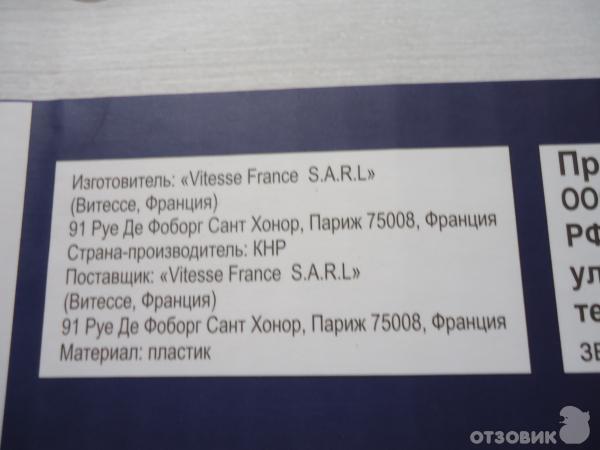 Изготовитель: «Vitesse France S.A.R.L»
(Витессе, Франция)
91 Руе Де Фоборг Сант Хонор, Париж 75008, Франция
Страна-производитель: КНР
Поставщик: «Vitesse France S.A.R.L»
(Витессе, Франция)
91 Руе Де Фоборг Сант Хонор, Париж 75008, Франция
Материал: пластик
Пр
ОО
РФ
ул
те
ЗВ
ОТЗОВИК